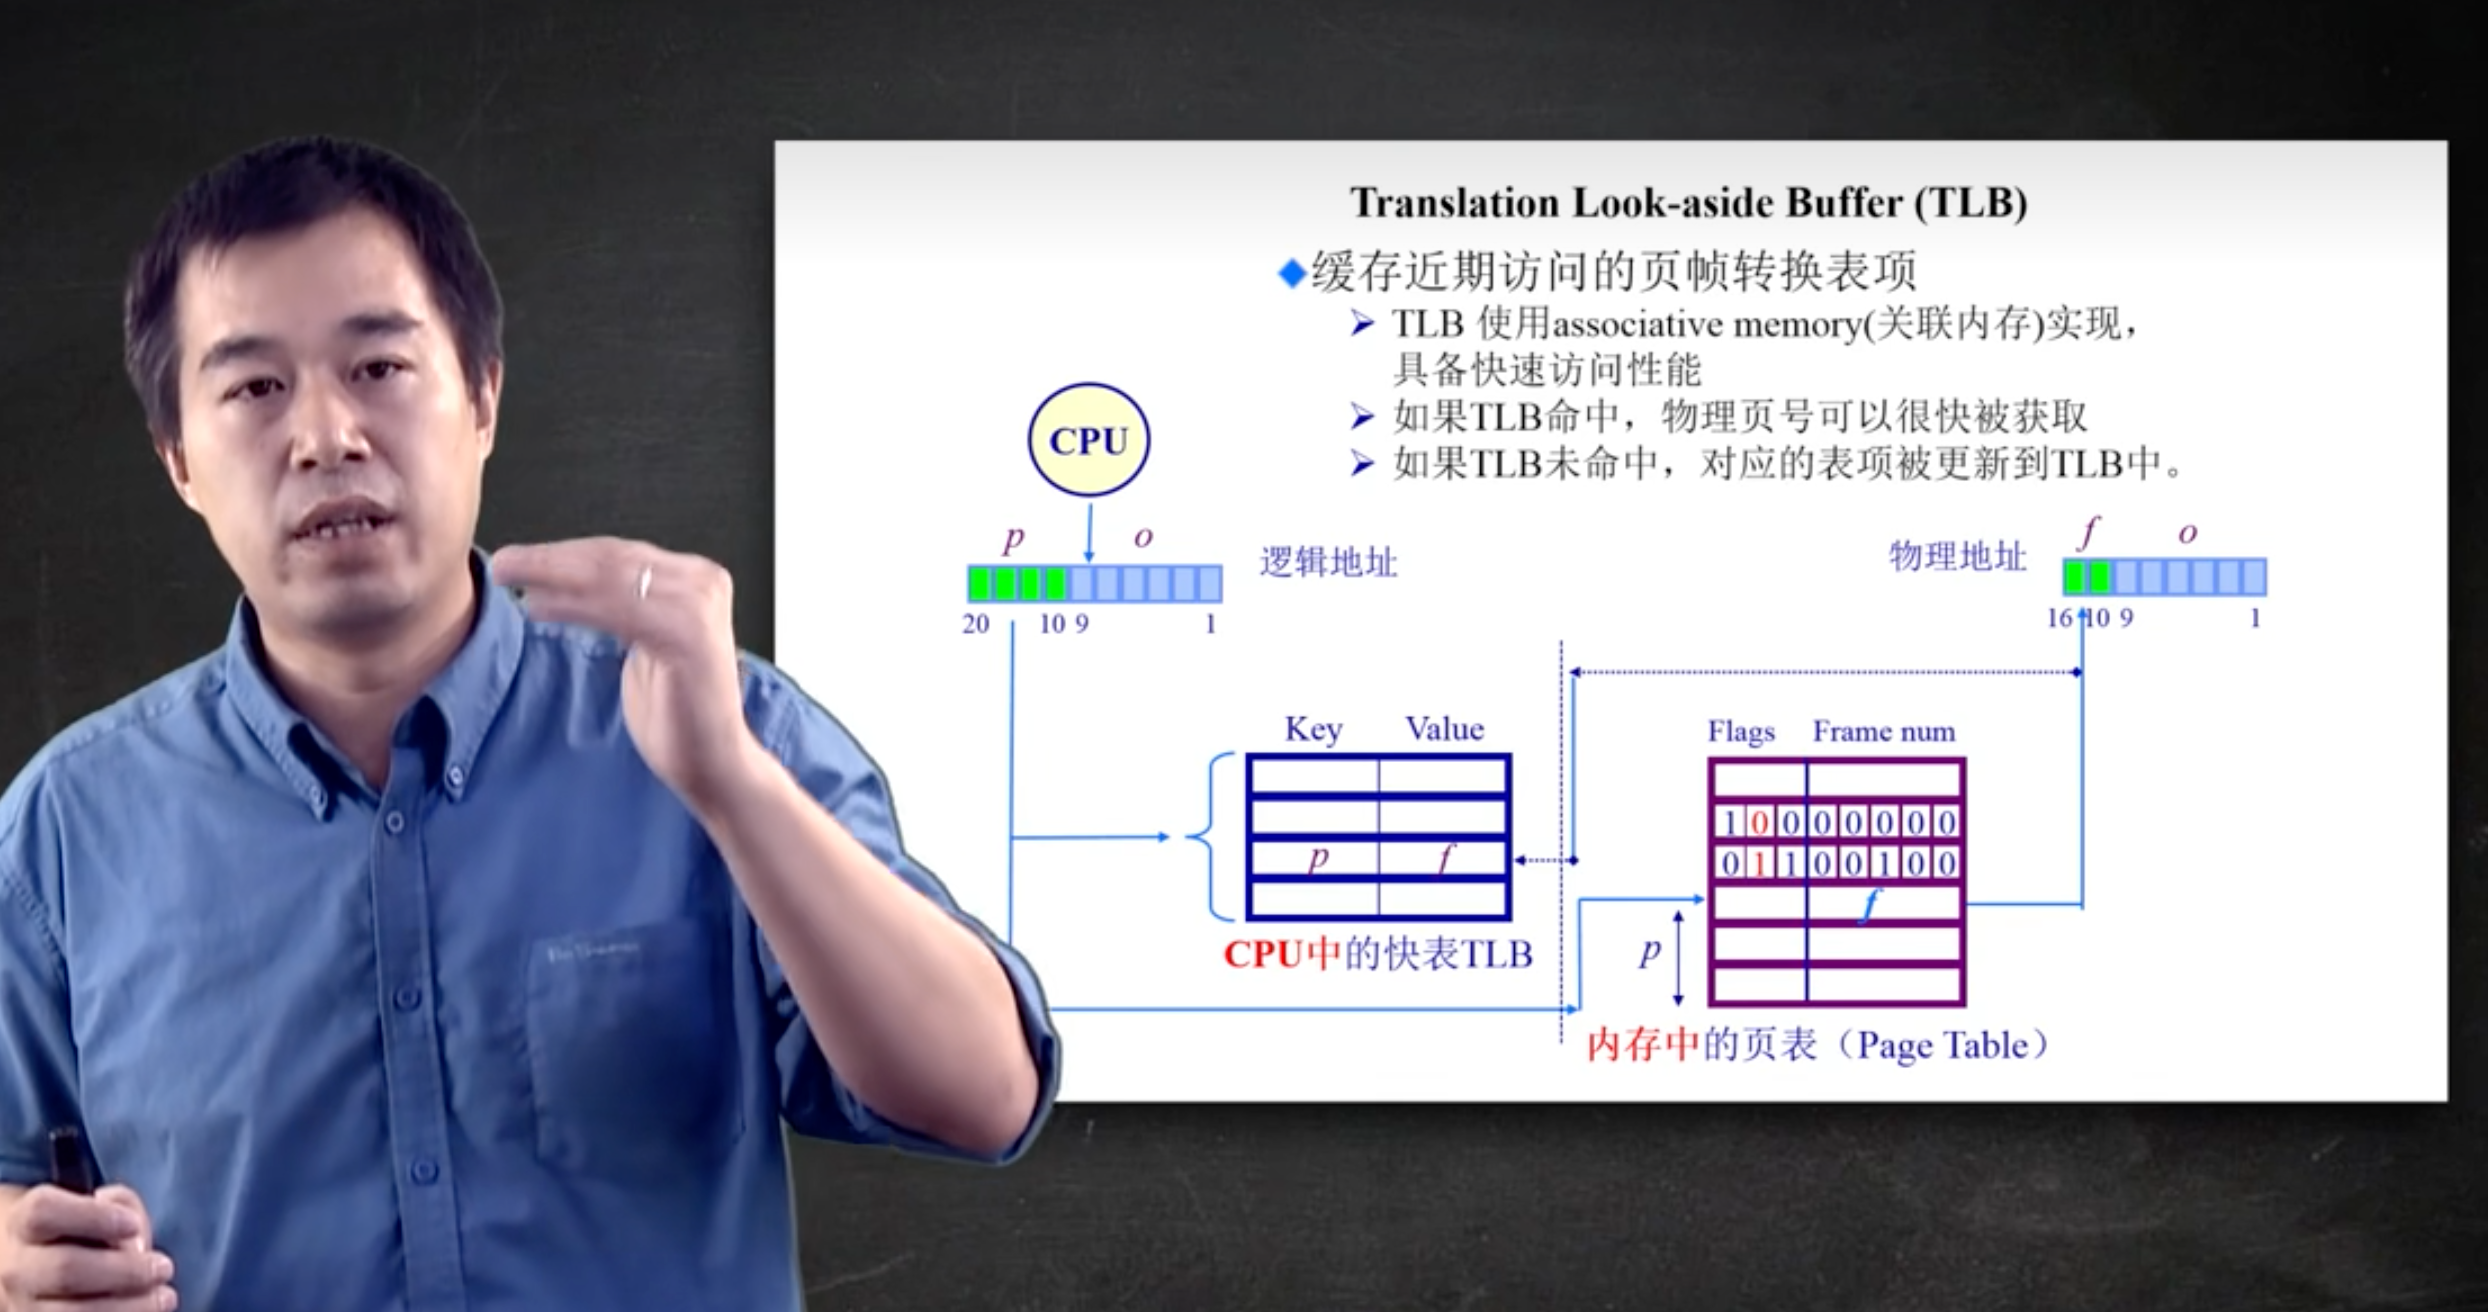 Translation Look-aside Buffer (TLB)
缓存近期访问的页帧转换表项
TLB 使用associative memory(关联内存)实现，
具备快速访问性能
如果TLB命中，物理页号可以很快被获取
如果TLB未命中，对应的表项被更新到TLB中。
CPU
p o 逻辑地址
20 10 9 1
物理地址 f o
16 10 9 1
Key Value
p f
CPU中的快表TLB
Flags Frame num
1 0 0 0 0 0 0 0
0 1 1 0 0 1 0 0
f
p
内存中的页表（Page Table）